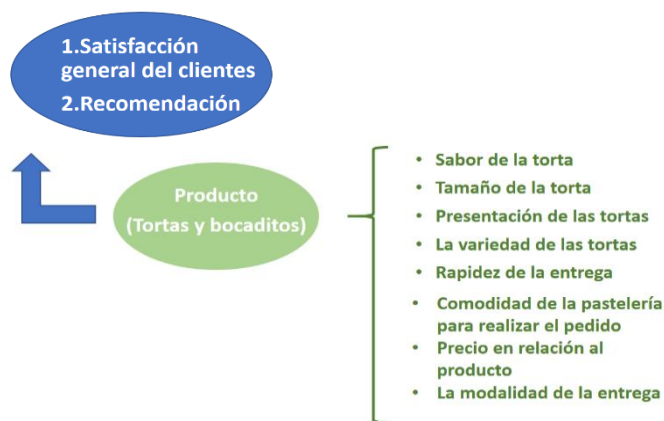 1.Satisfacción
general del clientes
2.Recomendación
Producto
(Tortas y bocaditos)
• Sabor de la torta
• Tamaño de la torta
• Presentación de las tortas
• La variedad de las tortas
• Rapidez de la entrega
• Comodidad de la pastelería
para realizar el pedido
• Precio en relación al
producto
• La modalidad de la entrega